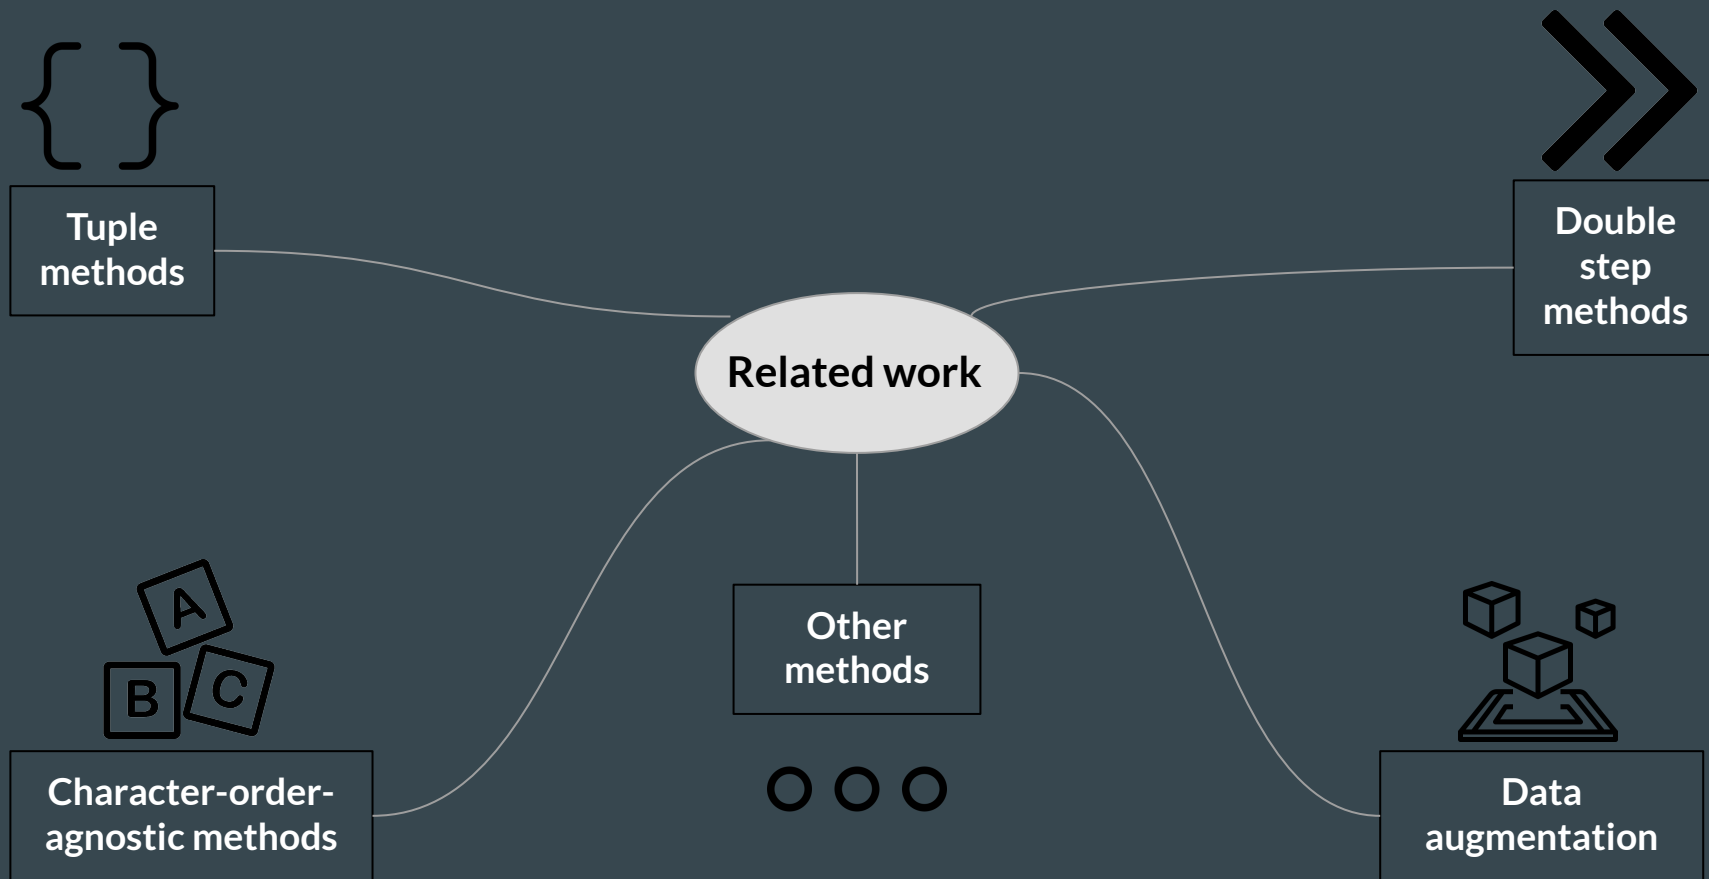 Tuple
methods
Double
step
methods
Related work
A
B
C
Other
methods
Character-order-
agnostic methods
Data
augmentation